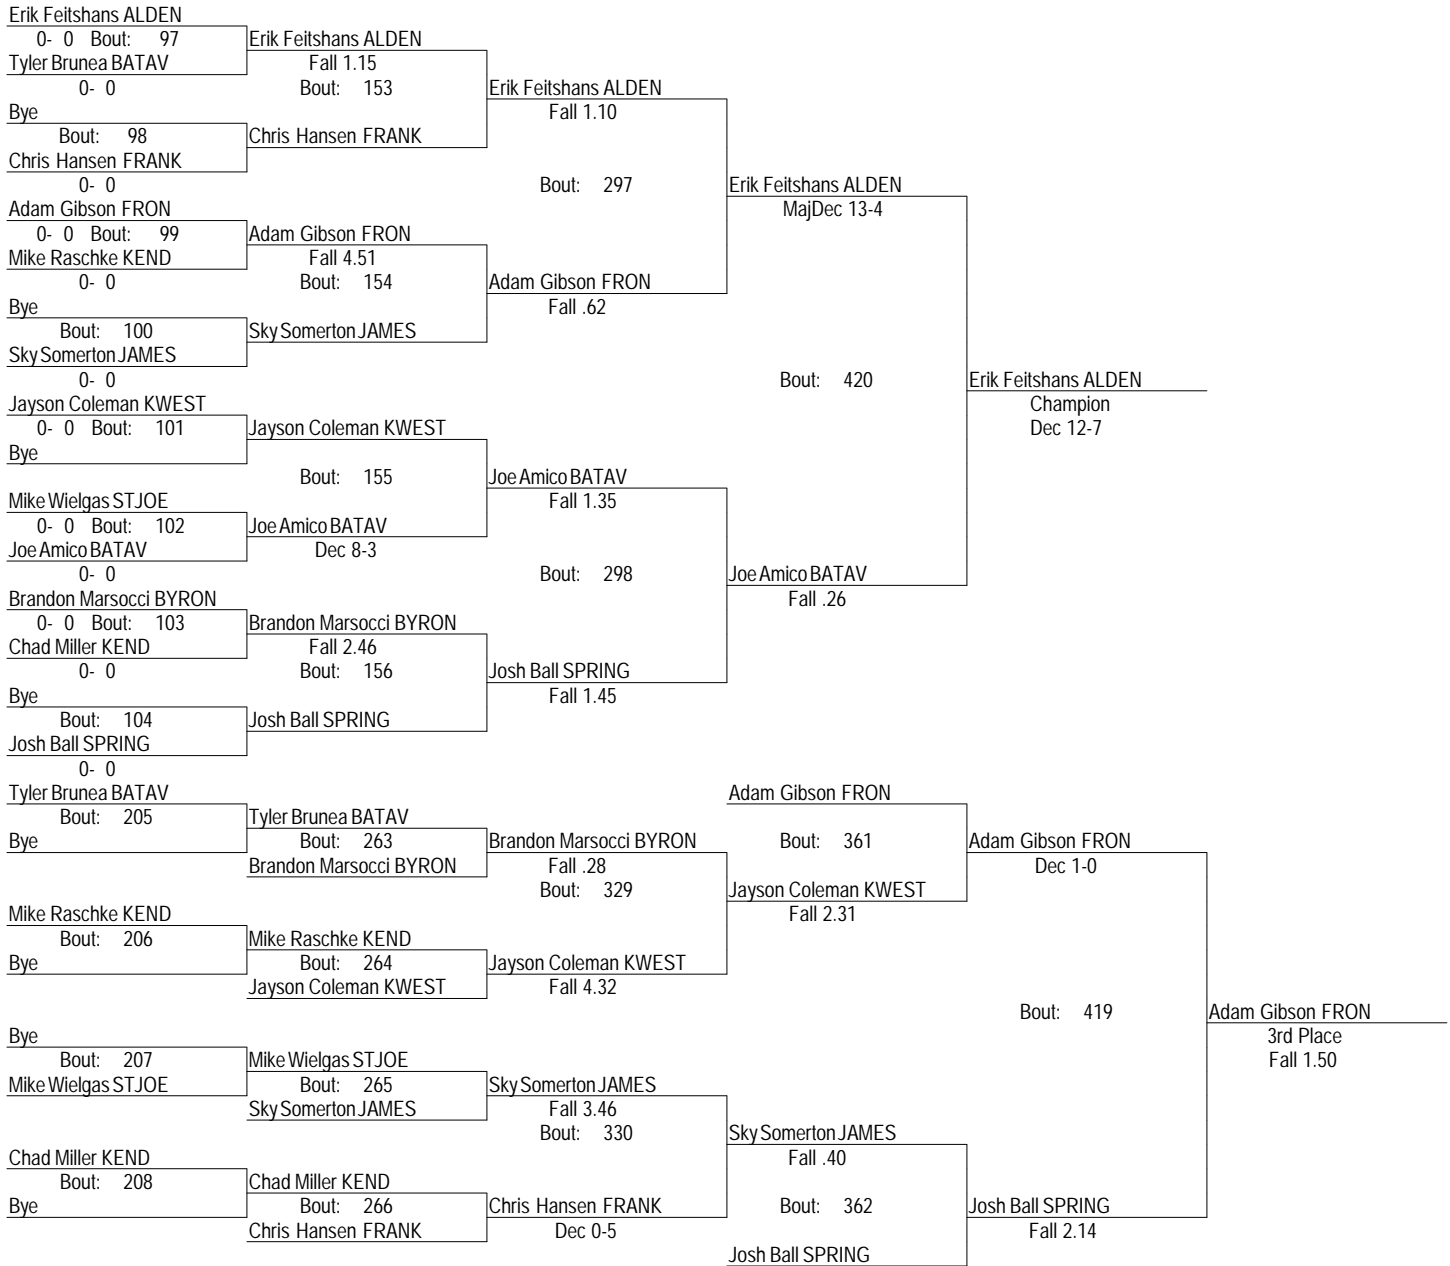 Erik Feitshans ALDEN
0- 0 Bout: 97 Erik Feitshans ALDEN
Tyler Brunea BATAV Fall 1.15
0- 0 Bout: 153 Erik Feitshans ALDEN
Bye Fall 1.10
Bout: 98 Chris Hansen FRANK
Chris Hansen FRANK
0- 0 Bout: 297 Erik Feitshans ALDEN
Adam Gibson FRON MajDec 13-4
0- 0 Bout: 99 Adam Gibson FRON
Mike Raschke KEND Fall 4.51
0- 0 Bout: 154 Adam Gibson FRON
Bye Fall .62
Bout: 100 Sky Somerton JAMES
Sky Somerton JAMES
0- 0 Bout: 420 Erik Feitshans ALDEN
Jayson Coleman KWEST Champion
0- 0 Bout: 101 Jayson Coleman KWEST Dec 12-7
Bye
Bout: 155 Joe Amico BATAV
Mike Wielgas STJOE Fall 1.35
0- 0 Bout: 102 Joe Amico BATAV
Joe Amico BATAV Dec 8-3
0- 0 Bout: 298 Joe Amico BATAV
Brandon Marsocci BYRON Fall .26
0- 0 Bout: 103 Brandon Marsocci BYRON
Chad Miller KEND Fall 2.46
0- 0 Bout: 156 Josh Ball SPRING
Bye Fall 1.45
Bout: 104 Josh Ball SPRING
Josh Ball SPRING
0- 0
Tyler Brunea BATAV Adam Gibson FRON
Bout: 205 Tyler Brunea BATAV
Bye Bout: 263 Brandon Marsocci BYRON Bout: 361 Adam Gibson FRON
Brandon Marsocci BYRON Fall .28 Dec 1-0
Bout: 329 Jayson Coleman KWEST
Mike Raschke KEND Fall 2.31
Bout: 206 Mike Raschke KEND
Bye Bout: 264 Jayson Coleman KWEST
Jayson Coleman KWEST Fall 4.32
Bout: 419 Adam Gibson FRON
Bye 3rd Place
Bout: 207 Mike Wielgas STJOE Fall 1.50
Mike Wielgas STJOE Bout: 265 Sky Somerton JAMES
Sky Somerton JAMES Fall 3.46
Bout: 330 Sky Somerton JAMES
Chad Miller KEND Fall .40
Bout: 208 Chad Miller KEND
Bye Bout: 266 Chris Hansen FRANK Bout: 362 Josh Ball SPRING
Chris Hansen FRANK Dec 0-5 Fall 2.14
Josh Ball SPRING